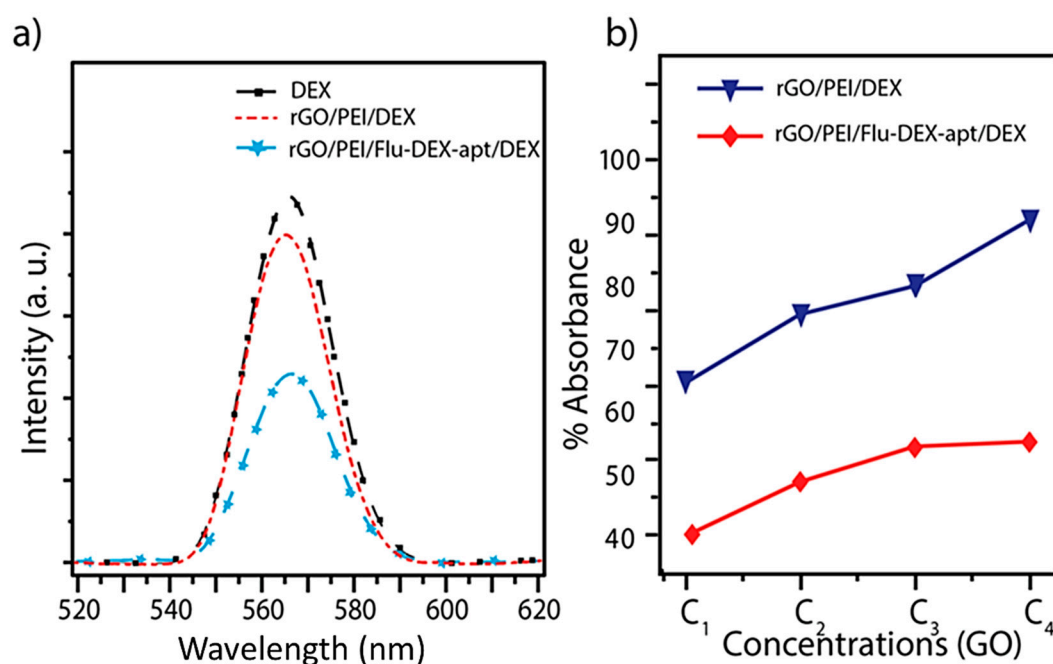 a)
DEX
rGO/PEI/DEX
rGO/PEI/Flu-DEX-apt/DEX
Intensity (a. u.)
520 540 560 580 600 620
Wavelength (nm)
b)
rGO/PEI/DEX
rGO/PEI/Flu-DEX-apt/DEX
100
90
80
70
60
50
40
% Absorbance
C₁ C₂ C₃ C₄
Concentrations (GO)